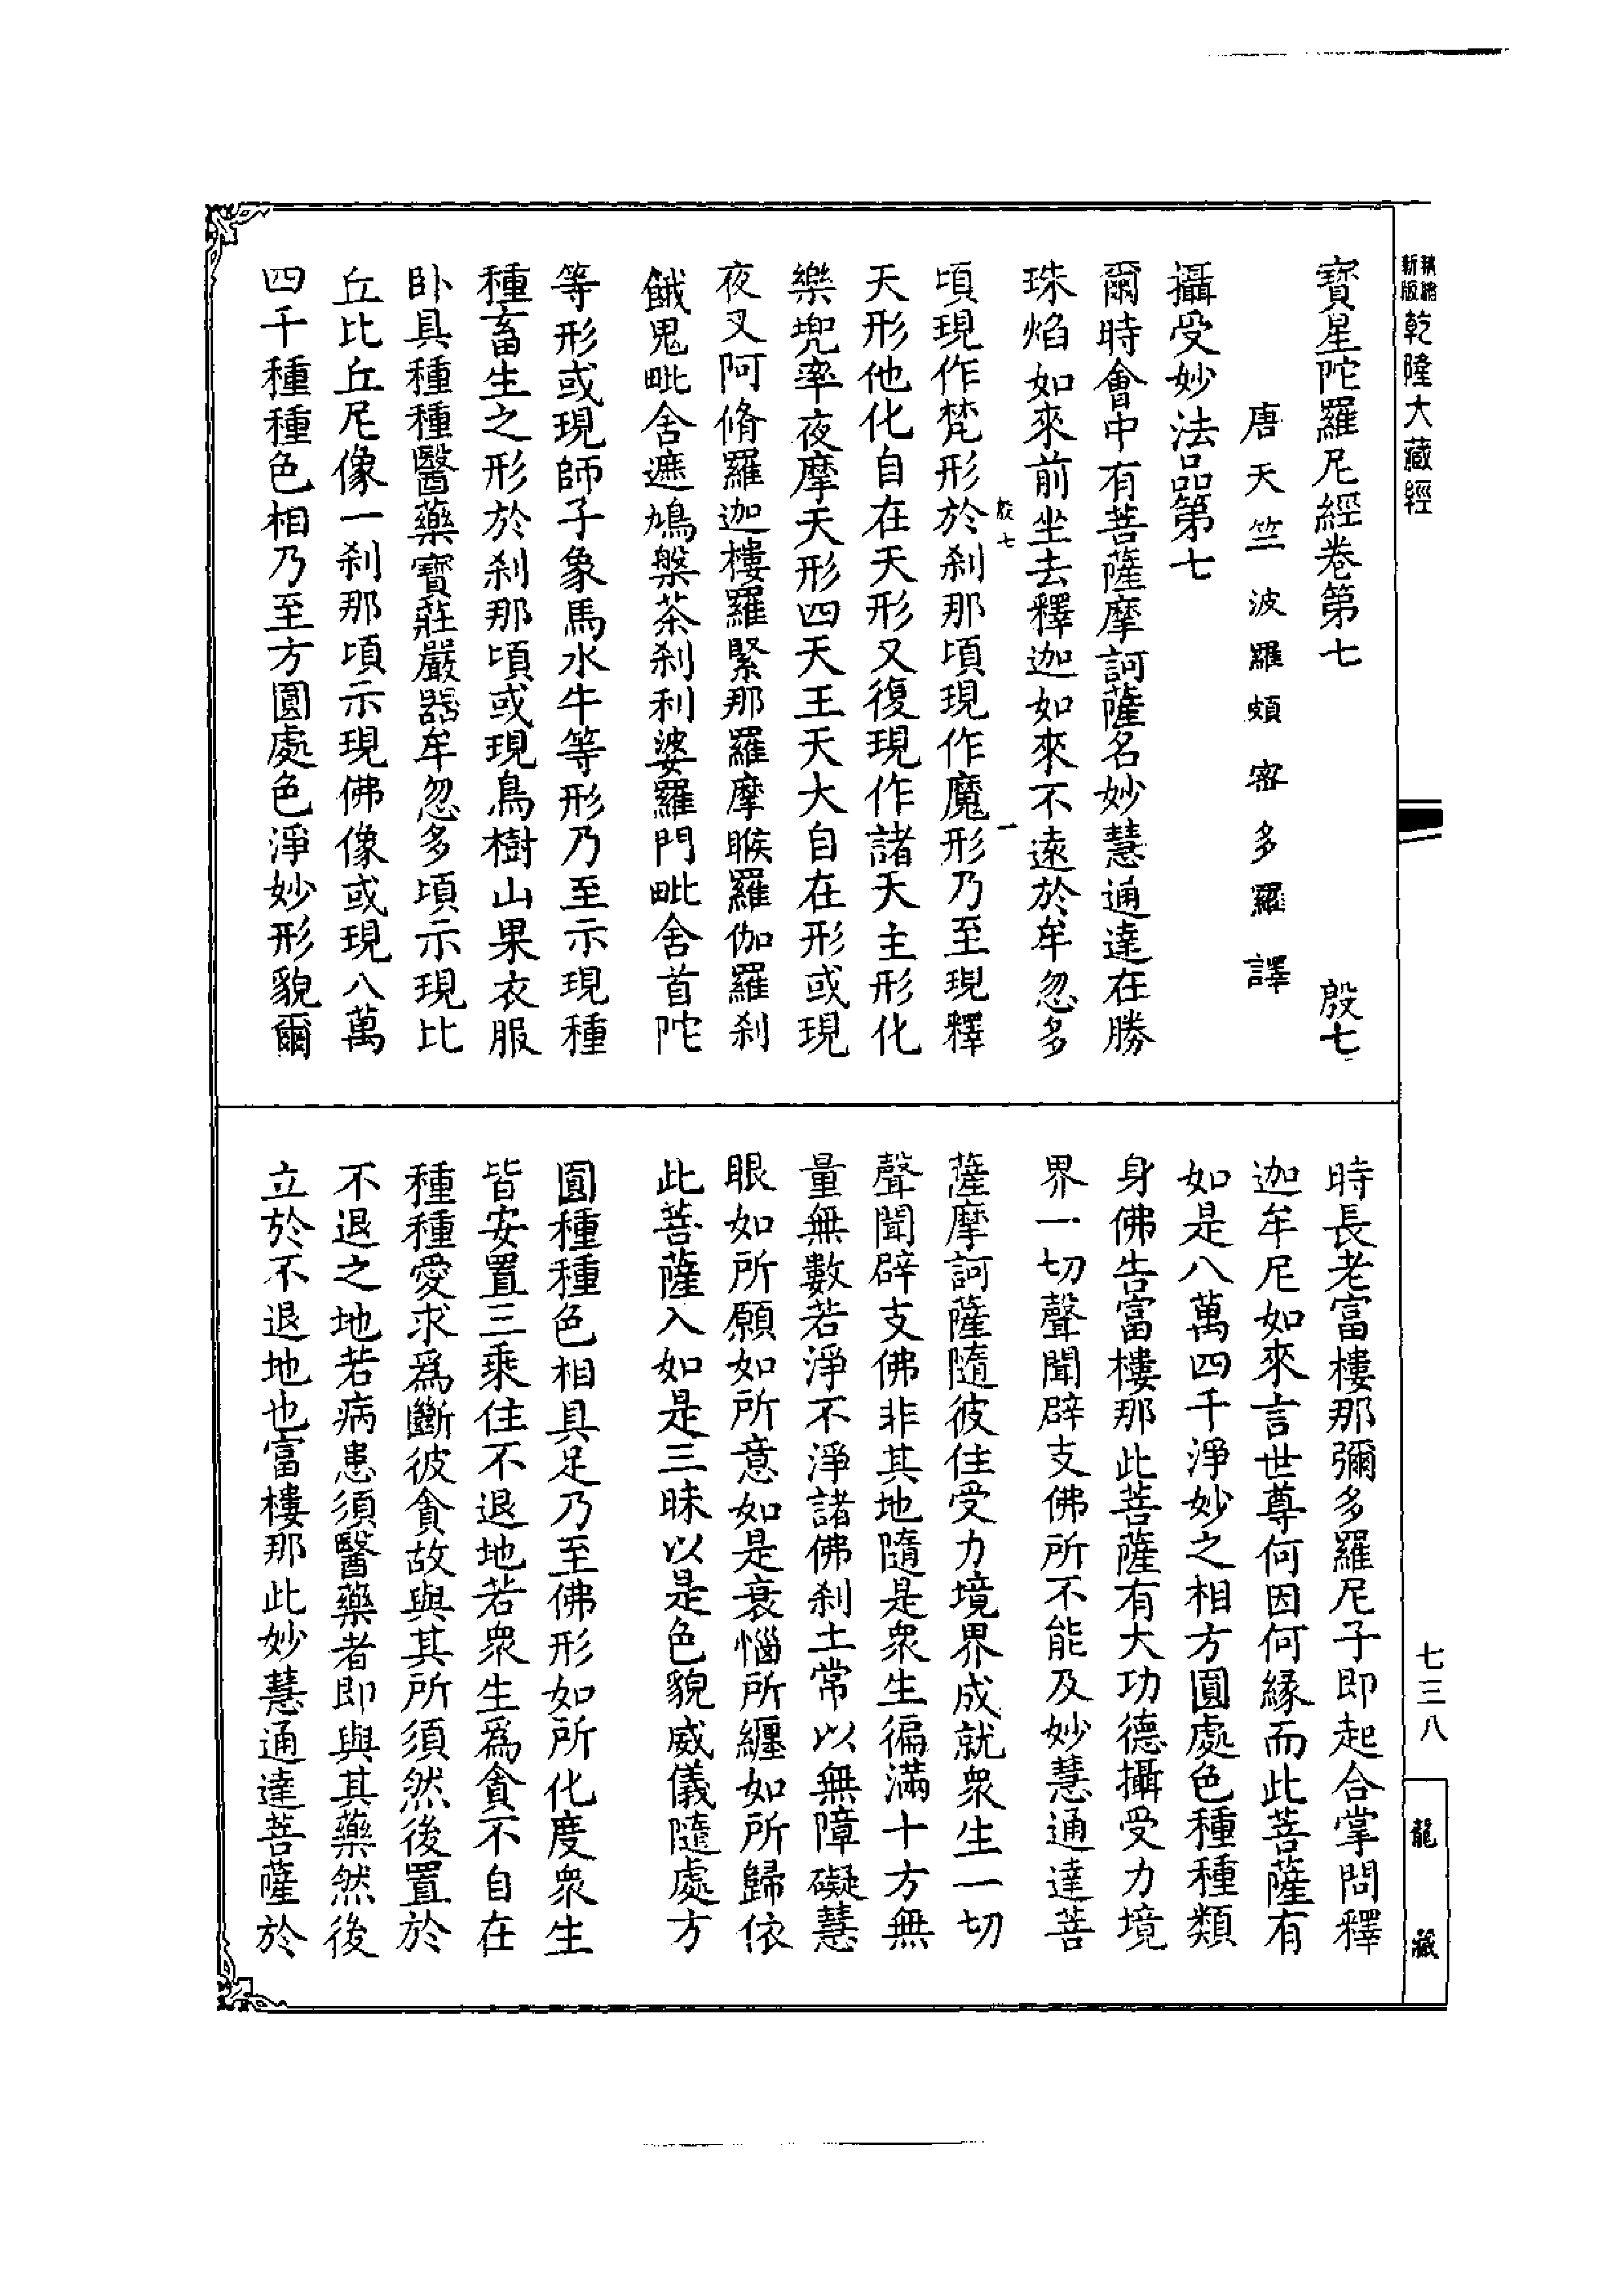 新版
精縮
乾隆大藏經
寶星陀羅尼經卷第七 殷七
唐天竺波羅頗密多羅譯
攝受妙法品第七
爾時會中有菩薩摩訶薩名妙慧通達在勝
珠焰如來前坐去釋迦如來不遠於牟忽多
殷七 一
頃現作梵形於刹那頃現作魔形乃至現釋
天形他化自在天形又復現作諸天主形化
樂兜率夜摩天形四天王天大自在形或現
夜叉阿脩羅迦樓羅緊那羅摩睺羅伽羅刹
餓鬼毗舍遮鳩槃茶刹利婆羅門毗舍首陀
等形或現師子象馬水牛等形乃至示現種
種畜生之形於刹那頃或現鳥樹山果衣服
卧具種種醫藥寶莊嚴器牟忽多頃示現比
丘比丘尼像一刹那頃示現佛像或現八萬
四千種種色相乃至方圓處色淨妙形貌爾
時長老富樓那彌多羅尼子即起合掌問釋
迦牟尼如來言世尊何因何緣而此菩薩有
如是八萬四千淨妙之相方圓處色種種類
身佛告富樓那此菩薩有大功德攝受力境
界一切聲聞辟支佛所不能及妙慧通達菩
薩摩訶薩隨彼住受力境界成就衆生一切
聲聞辟支佛非其地隨是衆生徧滿十方無
量無數若淨不淨諸佛刹土常以無障礙慧
眼如所願如所意如是衰惱所纏如所歸依
此菩薩入如是三昧以是色貌威儀隨處方
圓種種色相具足乃至佛形如所化度衆生
皆安置三乘住不退地若衆生爲貪不自在
種種愛求爲斷彼貪故與其所須然後置於
不退之地若病患須醫藥者即與其藥然後
立於不退地也富樓那此妙慧通達菩薩於
七三八
龍藏